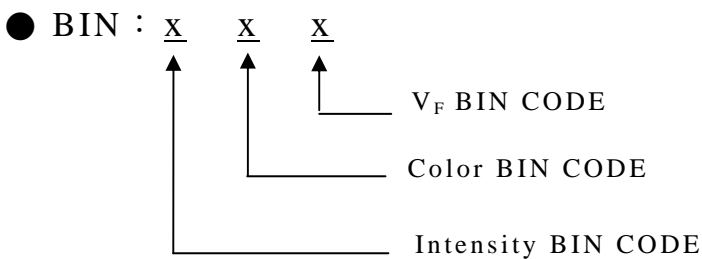 ● BIN：x x x
V_F BIN CODE
Color BIN CODE
Intensity BIN CODE